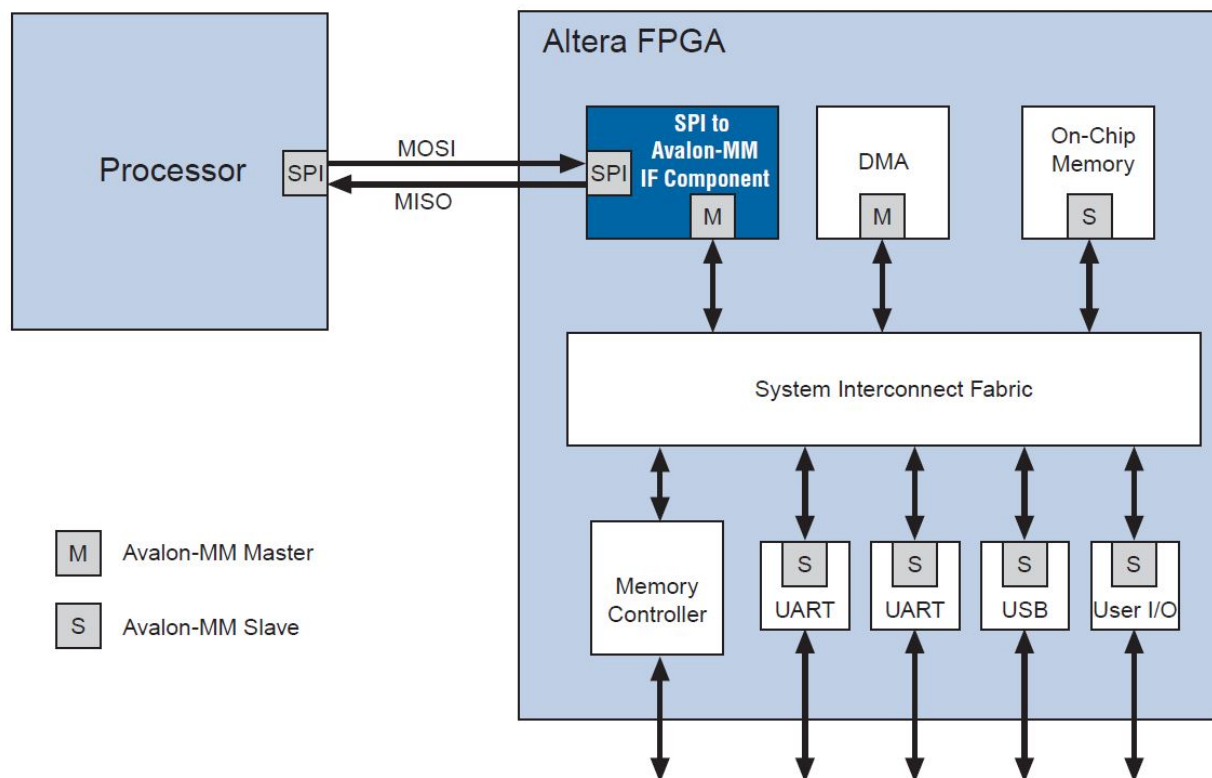 Altera FPGA
Processor
SPI
MOSI
MISO
SPI
SPI to
Avalon-MM
IF Component
M
DMA
M
On-Chip
Memory
S
System Interconnect Fabric
Memory
Controller
S
UART
S
UART
S
USB
S
User I/O
M Avalon-MM Master
S Avalon-MM Slave